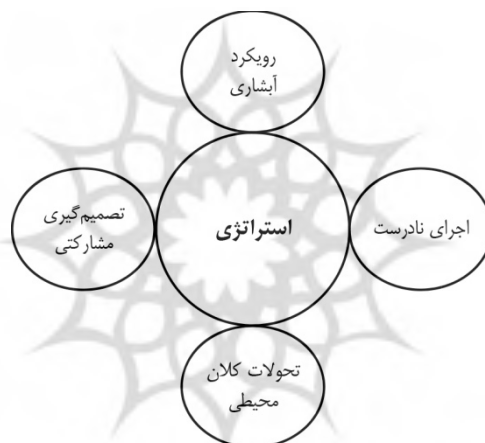 رویکرد
آبشاری
اجرای نادرست
استراتژی
تصمیم‌گیری
مشارکتی
تحولات کلان
محیطی